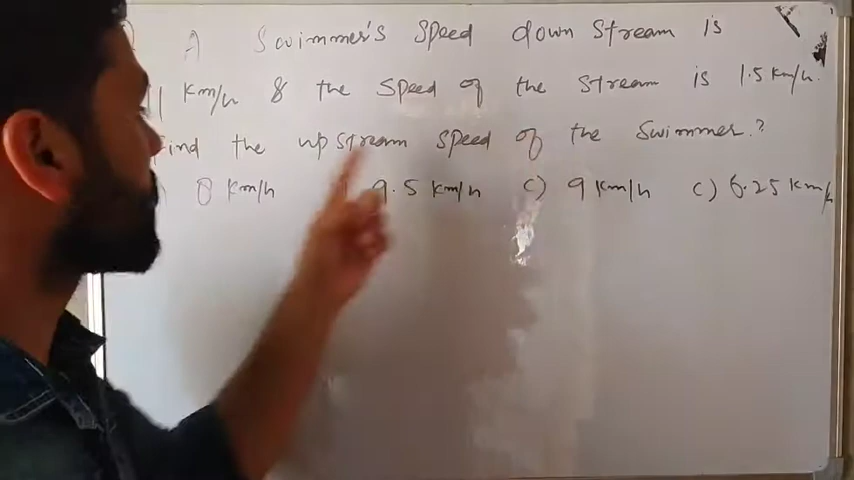 A Swimmer's Speed down stream is
11 km/h & the speed of the stream is 1.5 km/h.
Find the upstream speed of the Swimmer.?
8 km/h 9.5 km/h c) 9 km/h c) 6.25 km/h